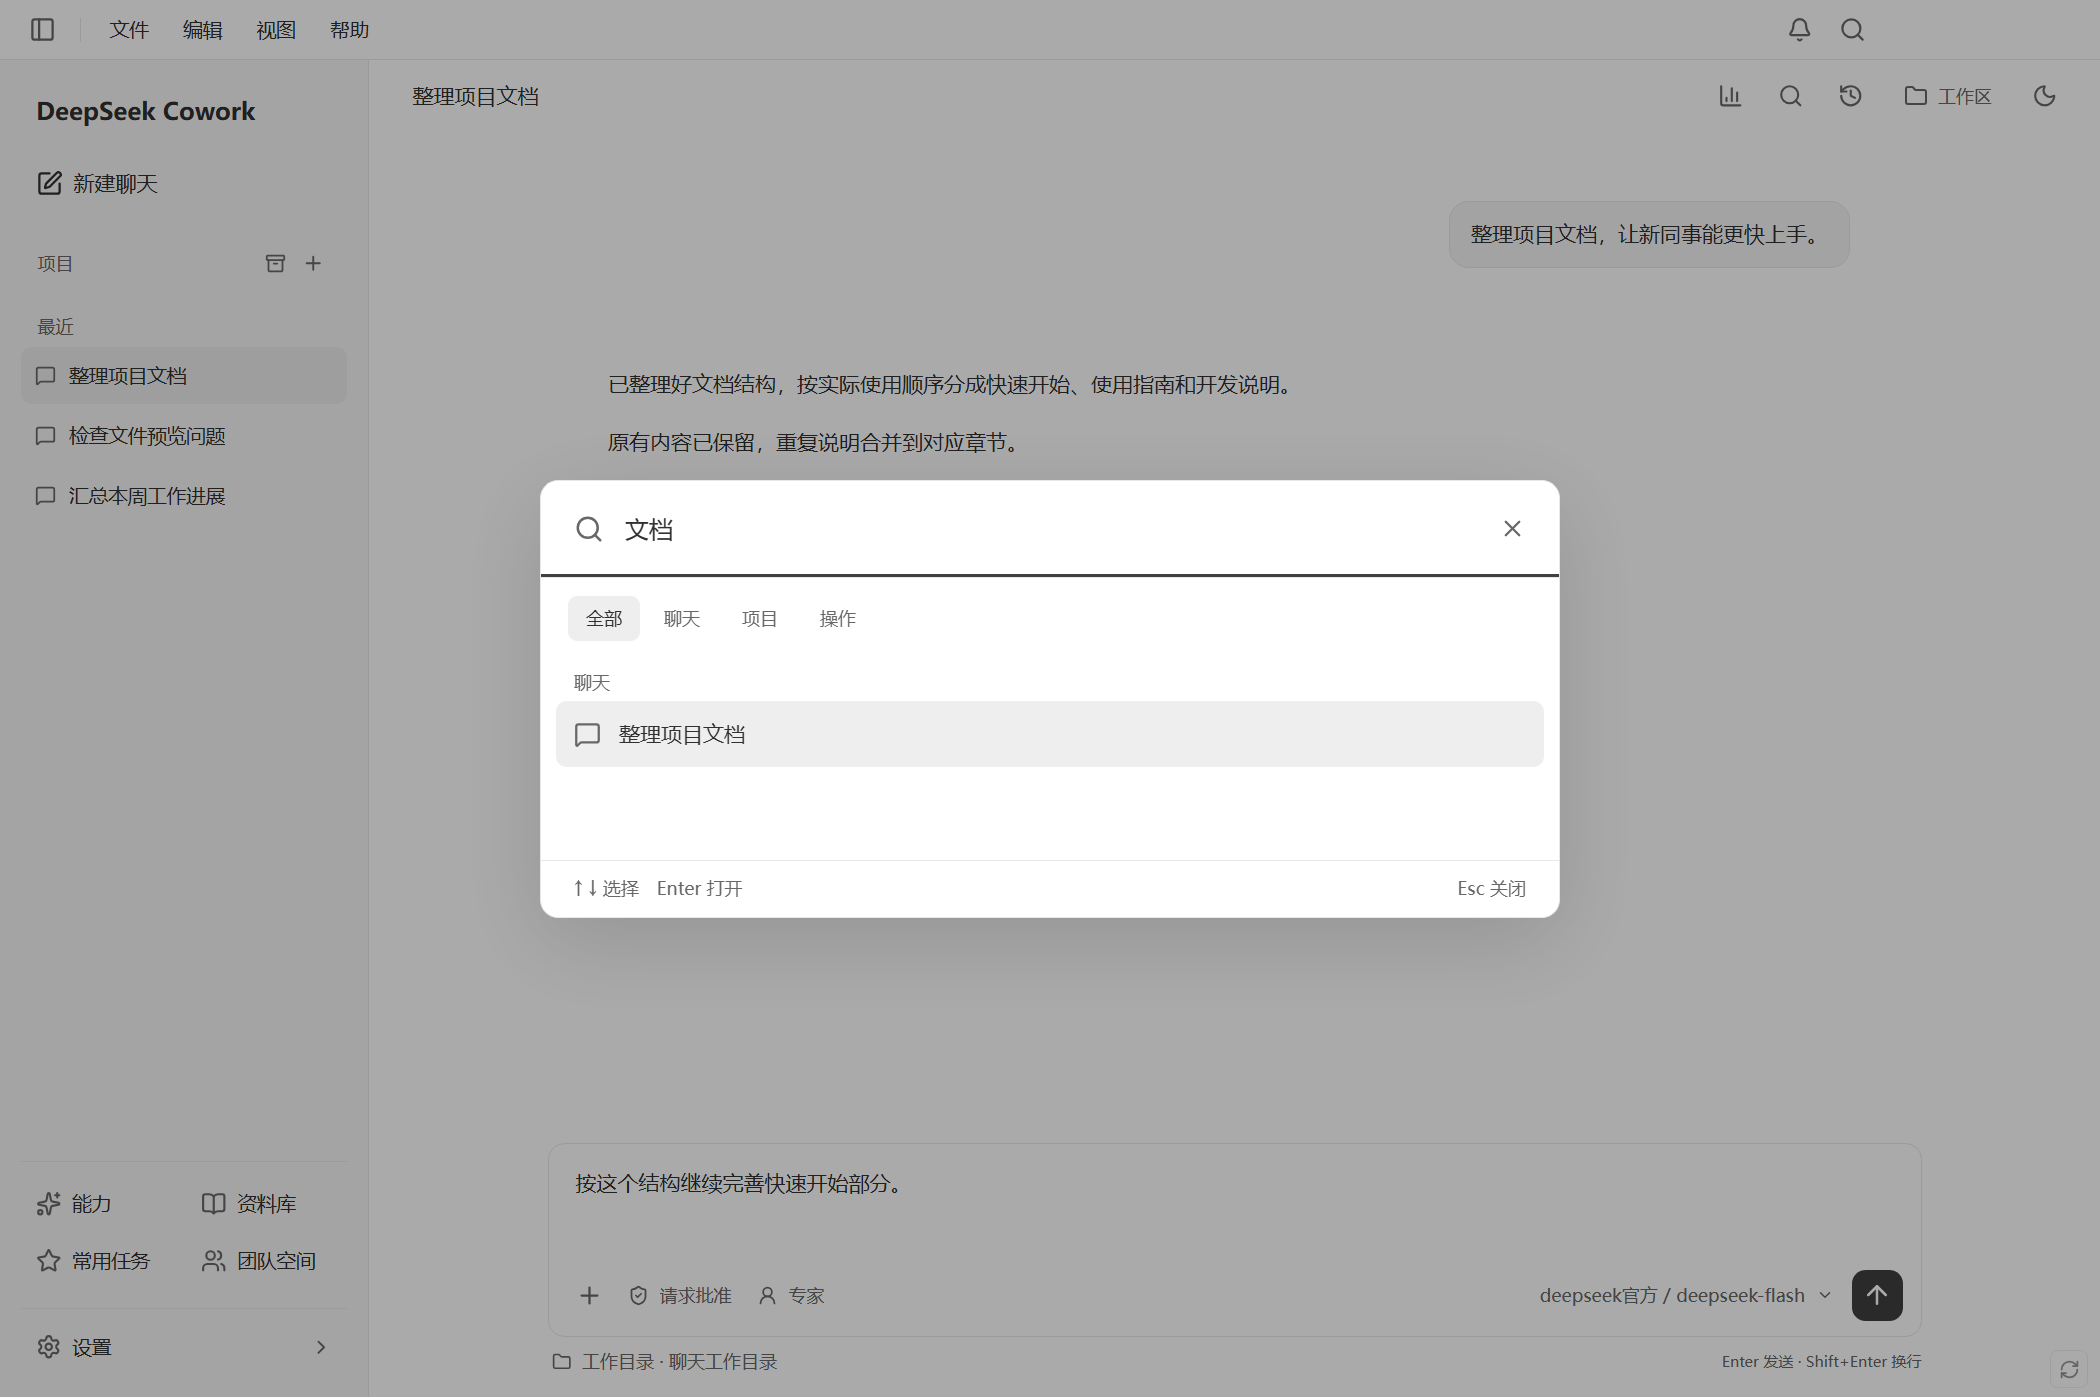 文件 编辑 视图 帮助
DeepSeek Cowork
新建聊天
项目
最近
整理项目文档
检查文件预览问题
汇总本周工作进展
能力 资料库
常用任务 团队空间
设置
整理项目文档
工作区
整理项目文档，让新同事能更快上手。
已整理好文档结构，按实际使用顺序分成快速开始、使用指南和开发说明。
原有内容已保留，重复说明合并到对应章节。
文档
全部 聊天 项目 操作
聊天
整理项目文档
↑↓ 选择 Enter 打开 Esc 关闭
按这个结构继续完善快速开始部分。
请求批准 专家 deepseek官方 / deepseek-flash
工作目录 · 聊天工作目录 Enter 发送 · Shift+Enter 换行